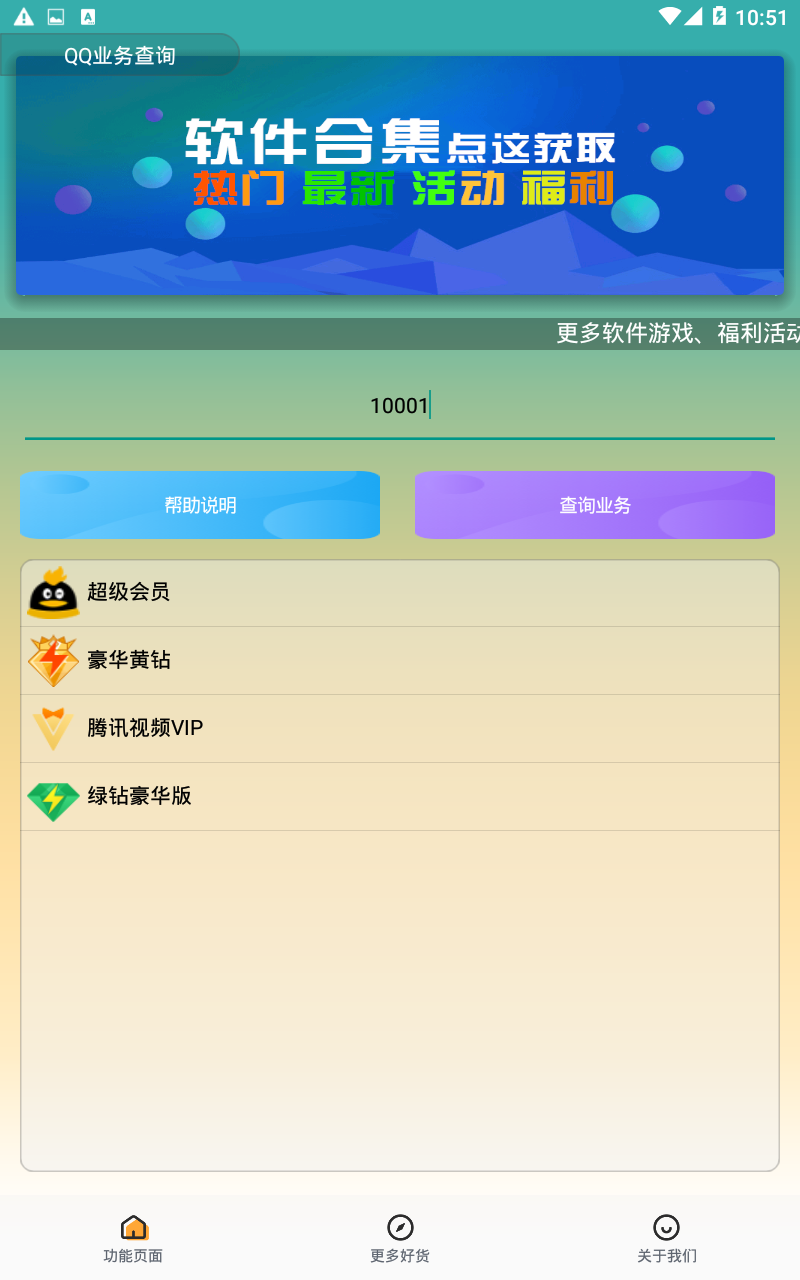 10:51
QQ业务查询
软件合集点这获取
热门 最新 活动 福利
更多软件游戏、福利活动
10001
帮助说明
查询业务
超级会员
豪华黄钻
腾讯视频VIP
绿钻豪华版
功能页面
更多好货
关于我们